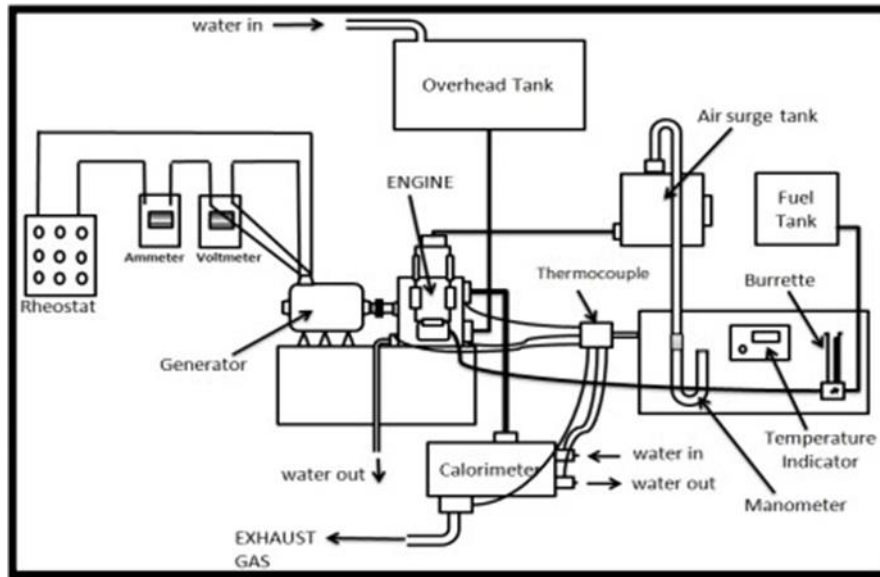 water in
Overhead Tank
Air surge tank
ENGINE
Fuel
Tank
Ammeter
Voltmeter
Thermocouple
Burrette
Rheostat
Generator
water out
Calorimeter
water in
water out
Temperature
Indicator
Manometer
EXHAUST
GAS